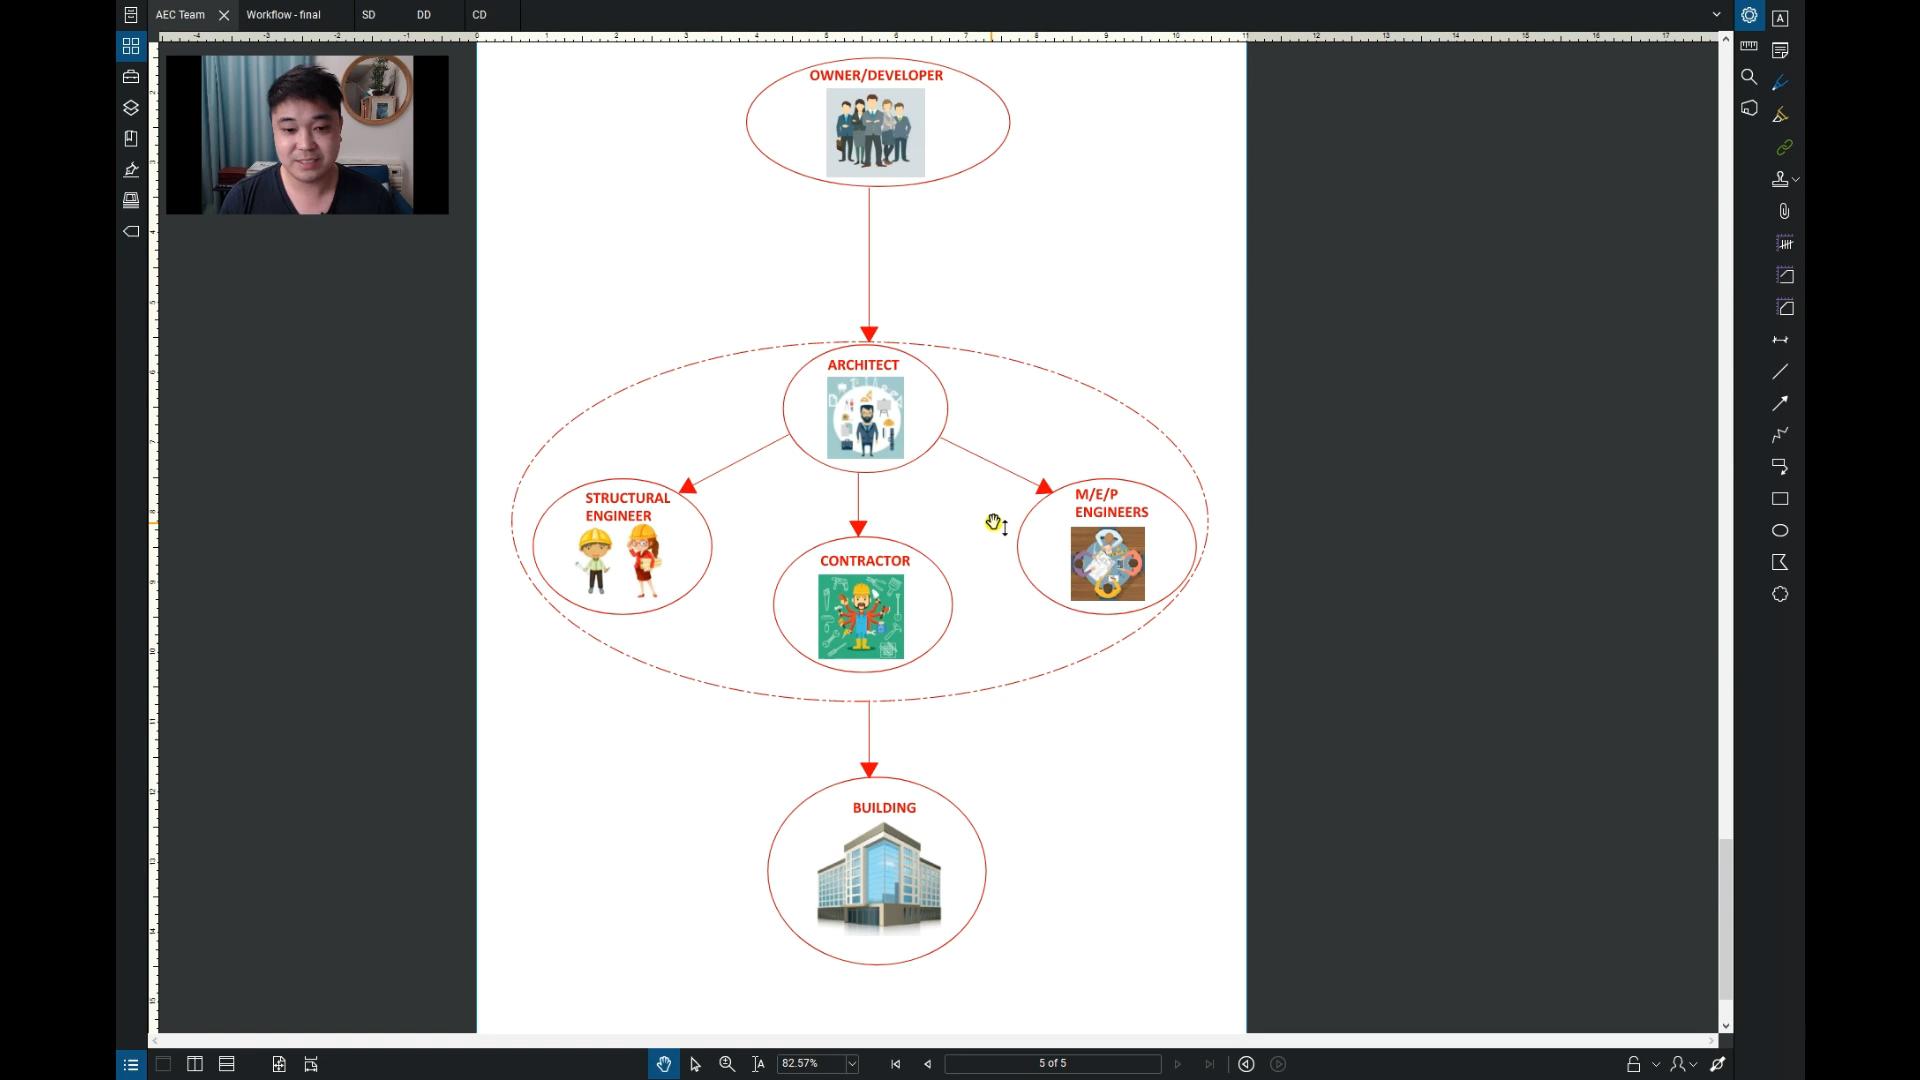 AEC Team
Workflow - final
SD
DD
CD
OWNER/DEVELOPER
ARCHITECT
STRUCTURAL
ENGINEER
M/E/P
ENGINEERS
CONTRACTOR
BUILDING
82.57%
5 of 5